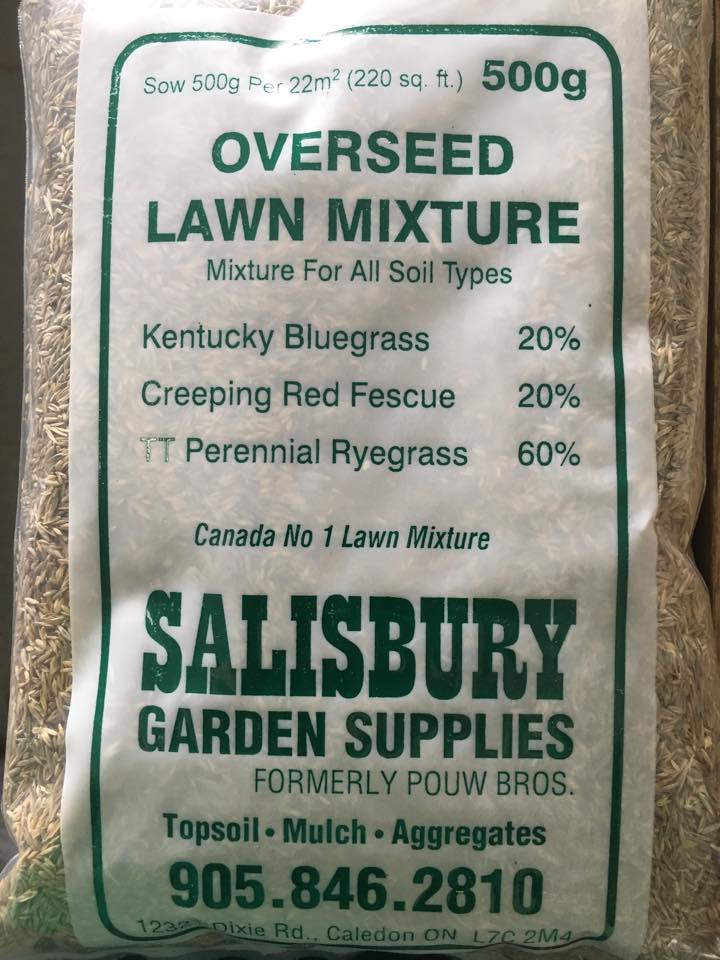 Sow 500g Per 22m² (220 sq. ft.) 500g
OVERSEED
LAWN MIXTURE
Mixture For All Soil Types
Kentucky Bluegrass 20%
Creeping Red Fescue 20%
TT Perennial Ryegrass 60%
Canada No 1 Lawn Mixture
SALISBURY
GARDEN SUPPLIES
FORMERLY POUW BROS.
Topsoil • Mulch • Aggregates
905.846.2810
Dixie Rd., Caledon ON L7C 2M4